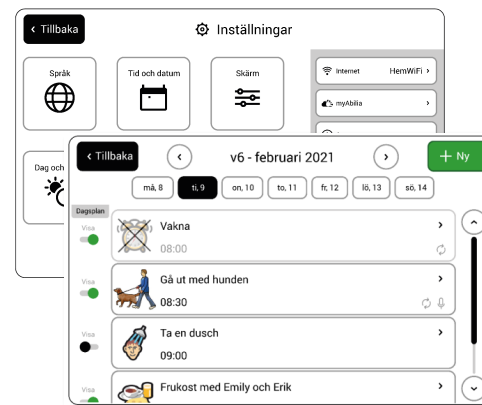 Tillbaka
Inställningar
Språk
Tid och datum
Skärm
Internet HemWiFi
myAbilia
Dag och
Tillbaka
v6 - februari 2021
+ Ny
må, 8 ti, 9 on, 10 to, 11 fr, 12 lö, 13 sö, 14
Dagsplan
Visa
Vakna
08:00
Visa
Gå ut med hunden
08:30
Visa
Ta en dusch
09:00
Visa
Frukost med Emily och Erik